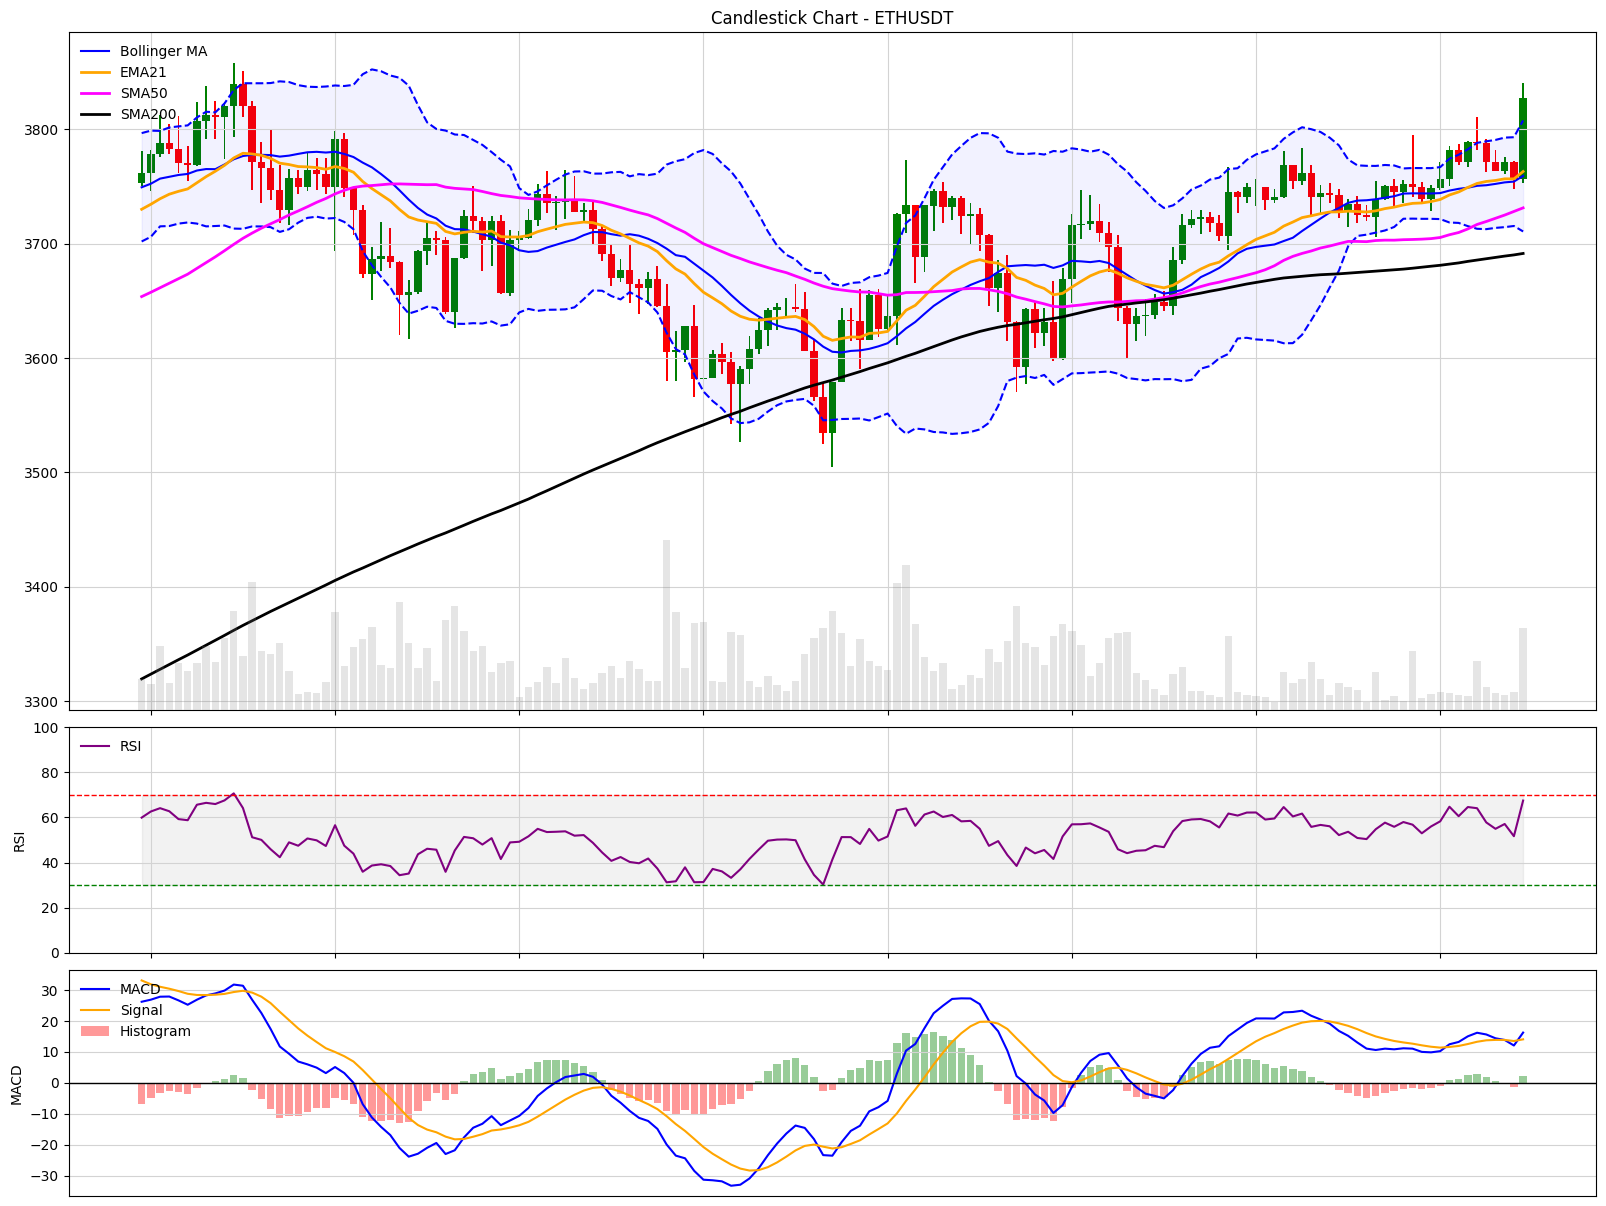 Candlestick Chart - ETHUSDT
Bollinger MA
EMA21
SMA50
SMA200
3800
3700
3600
3500
3400
3300
100
80
60
40
20
0
RSI
RSI
30
20
10
0
−10
−20
−30
MACD
MACD
Signal
Histogram